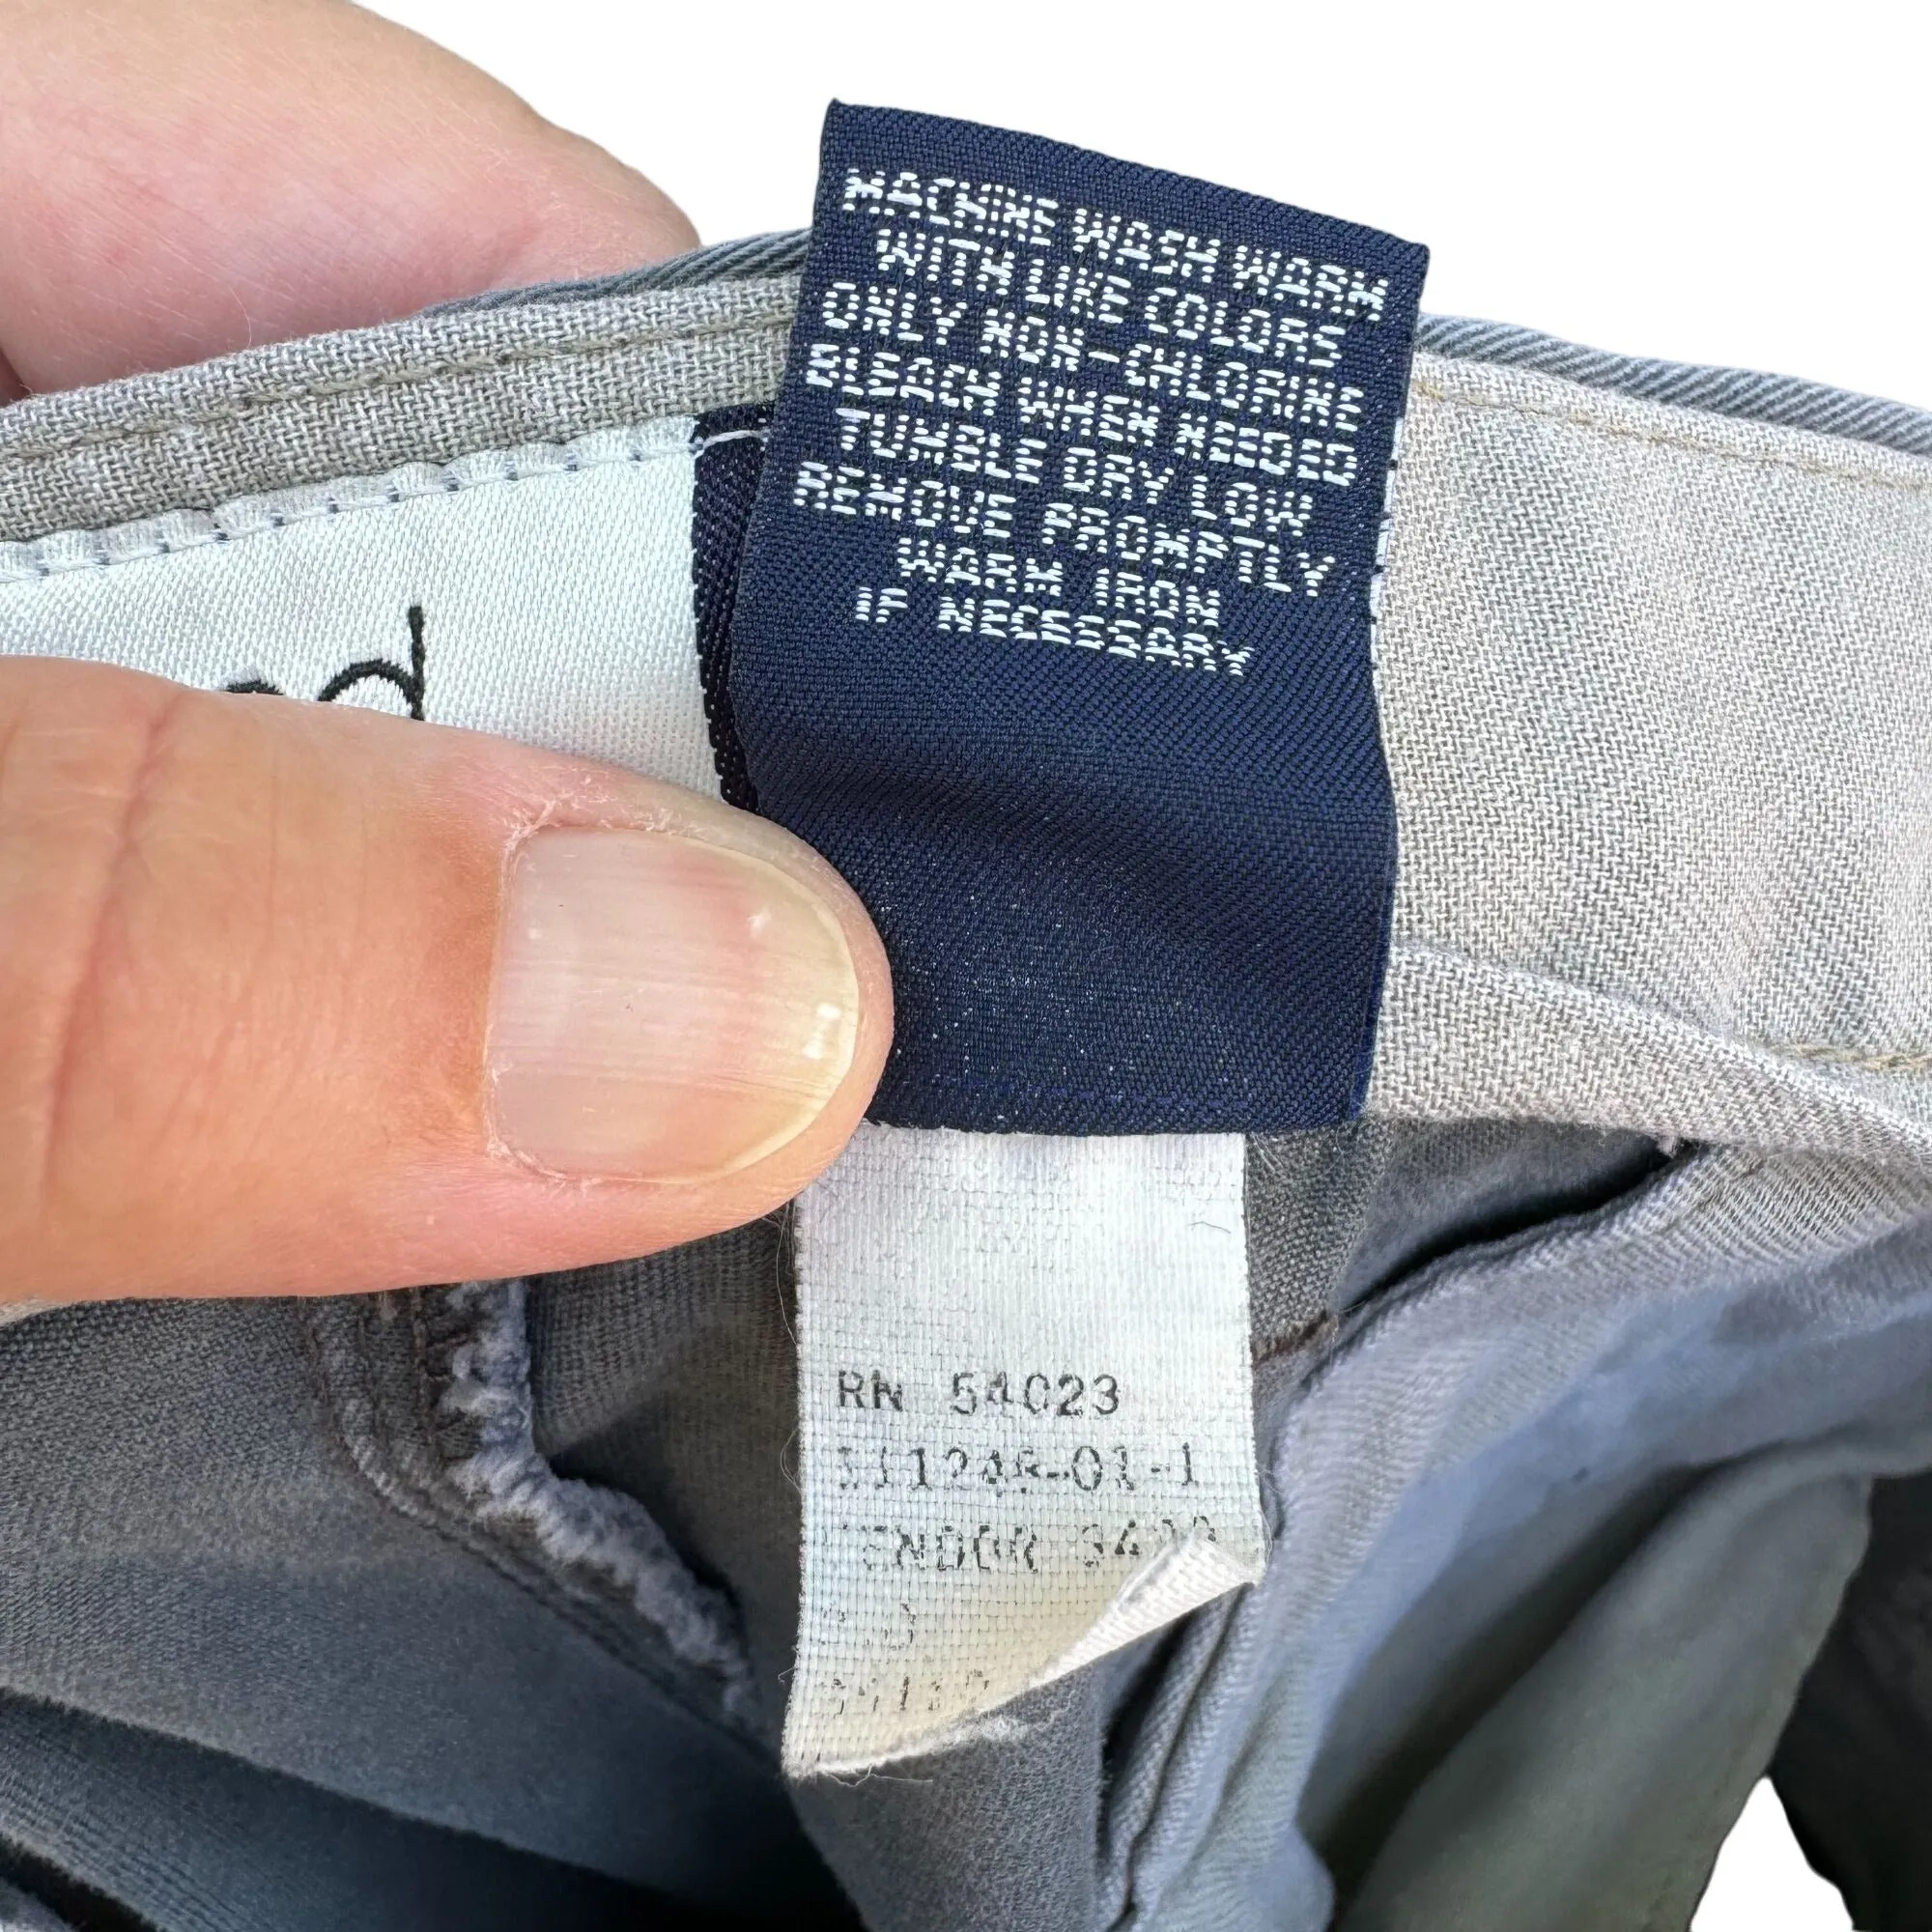 MACHINE WASH WARM
WITH LIKE COLORS
ONLY NON-CHLORINE
BLEACH WHEN NEEDED
TUMBLE DRY LOW
REMOVE PROMPTLY
WARM IRON
IF NECESSARY
RN 54023